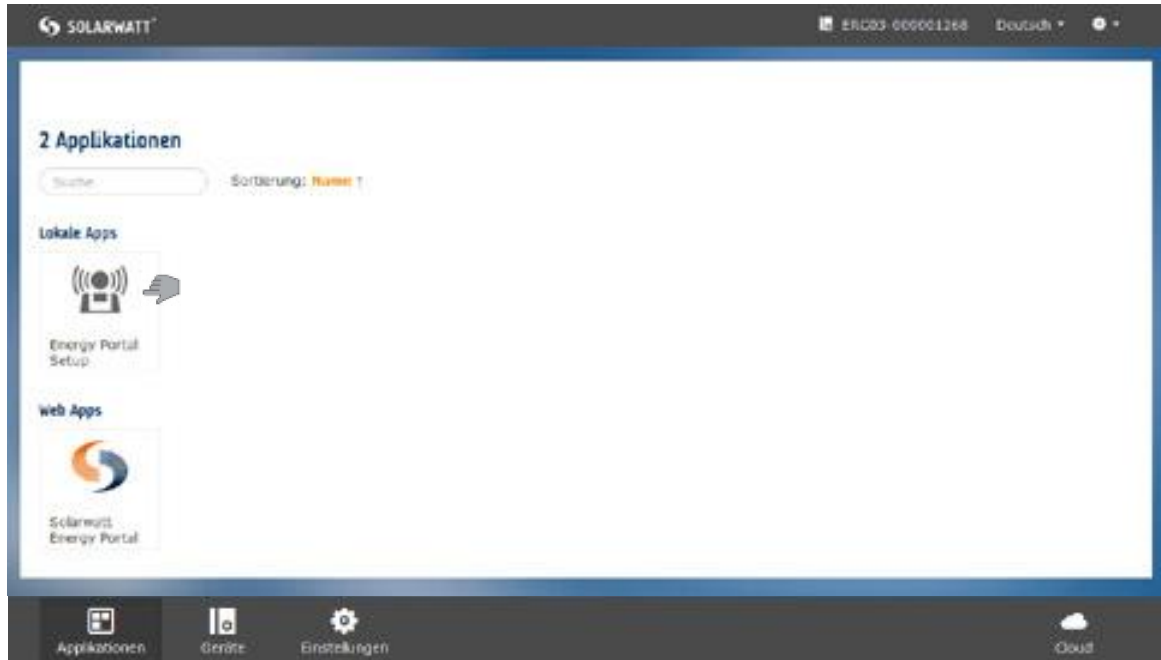 SOLARWATT
ERC03-000001268 Deutsch
2 Applikationen
Suche
Sortierung: Name ↑
Lokale Apps
Energy Portal
Setup
Web Apps
Solarwatt
Energy Portal
Applikationen Geräte Einstellungen Cloud